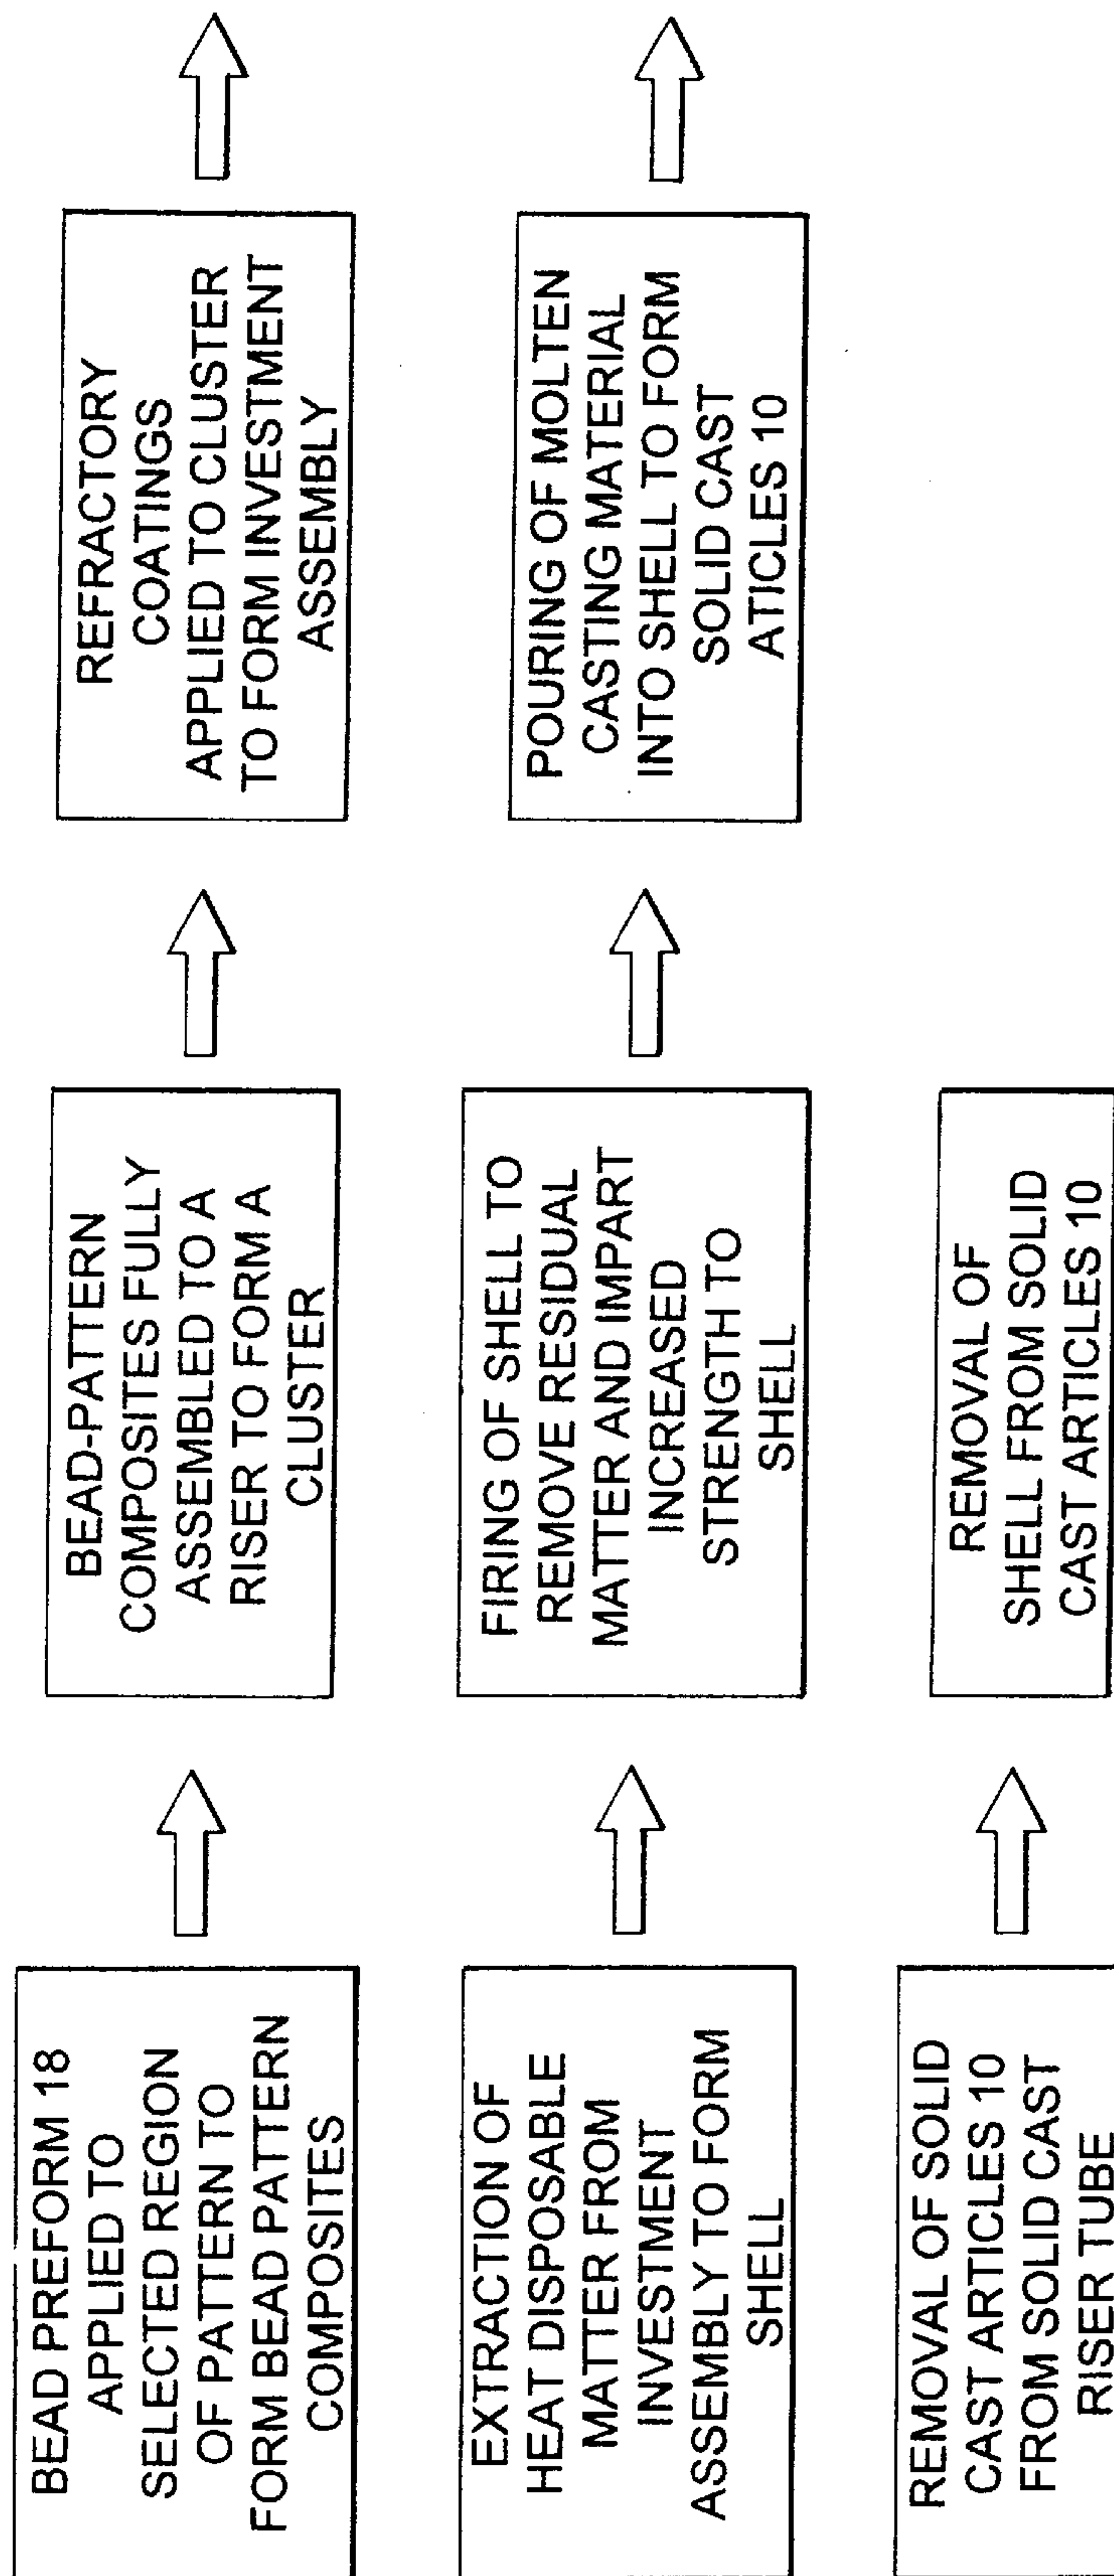 BEAD PREFORM 18
APPLIED TO
SELECTED REGION
OF PATTERN TO
FORM BEAD PATTERN
COMPOSITES
BEAD-PATTERN
COMPOSITES FULLY
ASSEMBLED TO A
RISER TO FORM A
CLUSTER
REFRACTORY
COATINGS
APPLIED TO CLUSTER
TO FORM INVESTMENT
ASSEMBLY
EXTRACTION OF
HEAT DISPOSABLE
MATTER FROM
INVESTMENT
ASSEMBLY TO FORM
SHELL
FIRING OF SHELL TO
REMOVE RESIDUAL
MATTER AND IMPART
INCREASED
STRENGTH TO
SHELL
POURING OF MOLTEN
CASTING MATERIAL
INTO SHELL TO FORM
SOLID CAST
ATICLES 10
REMOVAL OF SOLID
CAST ARTICLES 10
FROM SOLID CAST
RISER TUBE
REMOVAL OF
SHELL FROM SOLID
CAST ARTICLES 10